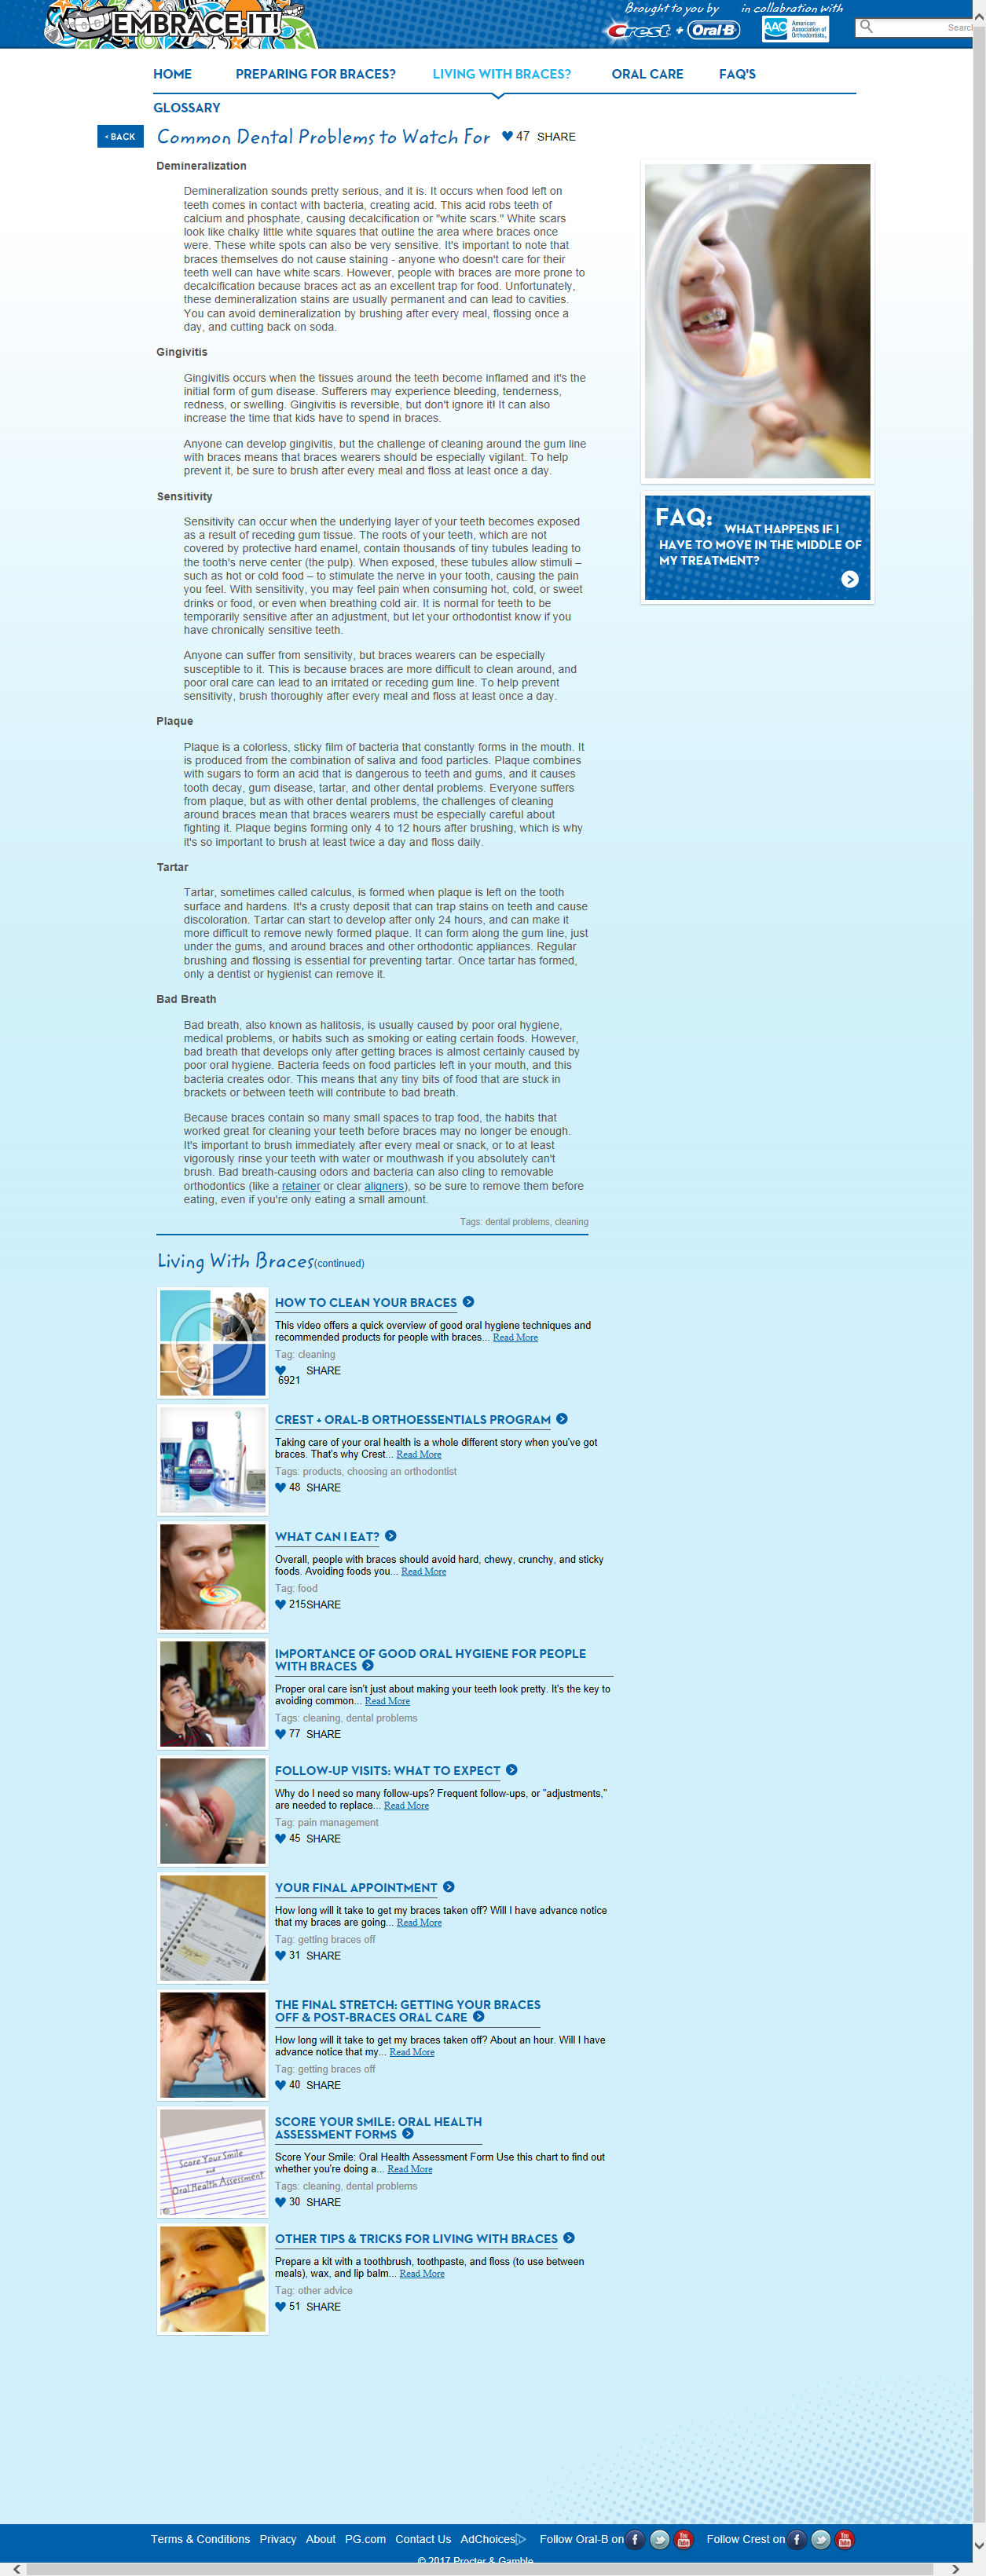 EMBRACE IT!
Brought to you by in collabration with
Crest + Oral-B AAO American Association of Orthodontists.
HOME PREPARING FOR BRACES? LIVING WITH BRACES? ORAL CARE FAQ'S
GLOSSARY
< BACK Common Dental Problems to Watch For 47 SHARE
Demineralization
Demineralization sounds pretty serious, and it is. It occurs when food left on
teeth comes in contact with bacteria, creating acid. This acid robs teeth of
calcium and phosphate, causing decalcification or "white scars." White scars
look like chalky little white squares that outline the area where braces once
were. These white spots can also be very sensitive. It's important to note that
braces themselves do not cause staining - anyone who doesn't care for their
teeth well can have white scars. However, people with braces are more prone to
decalcification because braces act as an excellent trap for food. Unfortunately,
these demineralization stains are usually permanent and can lead to cavities.
You can avoid demineralization by brushing after every meal, flossing once a
day, and cutting back on soda.
Gingivitis
Gingivitis occurs when the tissues around the teeth become inflamed and it's the
initial form of gum disease. Sufferers may experience bleeding, tenderness,
redness, or swelling. Gingivitis is reversible, but don't ignore it! It can also
increase the time that kids have to spend in braces.
Anyone can develop gingivitis, but the challenge of cleaning around the gum line
with braces means that braces wearers should be especially vigilant. To help
prevent it, be sure to brush after every meal and floss at least once a day.
Sensitivity
Sensitivity can occur when the underlying layer of your teeth becomes exposed
as a result of receding gum tissue. The roots of your teeth, which are not
covered by protective hard enamel, contain thousands of tiny tubules leading to
the tooth's nerve center (the pulp). When exposed, these tubules allow stimuli –
such as hot or cold food – to stimulate the nerve in your tooth, causing the pain
you feel. With sensitivity, you may feel pain when consuming hot, cold, or sweet
drinks or food, or even when breathing cold air. It is normal for teeth to be
temporarily sensitive after an adjustment, but let your orthodontist know if you
have chronically sensitive teeth.
Anyone can suffer from sensitivity, but braces wearers can be especially
susceptible to it. This is because braces are more difficult to clean around, and
poor oral care can lead to an irritated or receding gum line. To help prevent
sensitivity, brush thoroughly after every meal and floss at least once a day.
Plaque
Plaque is a colorless, sticky film of bacteria that constantly forms in the mouth. It
is produced from the combination of saliva and food particles. Plaque combines
with sugars to form an acid that is dangerous to teeth and gums, and it causes
tooth decay, gum disease, tartar, and other dental problems. Everyone suffers
from plaque, but as with other dental problems, the challenges of cleaning
around braces mean that braces wearers must be especially careful about
fighting it. Plaque begins forming only 4 to 12 hours after brushing, which is why
it's so important to brush at least twice a day and floss daily.
Tartar
Tartar, sometimes called calculus, is formed when plaque is left on the tooth
surface and hardens. It's a crusty deposit that can trap stains on teeth and cause
discoloration. Tartar can start to develop after only 24 hours, and can make it
more difficult to remove newly formed plaque. It can form along the gum line, just
under the gums, and around braces and other orthodontic appliances. Regular
brushing and flossing is essential for preventing tartar. Once tartar has formed,
only a dentist or hygienist can remove it.
Bad Breath
Bad breath, also known as halitosis, is usually caused by poor oral hygiene,
medical problems, or habits such as smoking or eating certain foods. However,
bad breath that develops only after getting braces is almost certainly caused by
poor oral hygiene. Bacteria feeds on food particles left in your mouth, and this
bacteria creates odor. This means that any tiny bits of food that are stuck in
brackets or between teeth will contribute to bad breath.
Because braces contain so many small spaces to trap food, the habits that
worked great for cleaning your teeth before braces may no longer be enough.
It's important to brush immediately after every meal or snack, or to at least
vigorously rinse your teeth with water or mouthwash if you absolutely can't
brush. Bad breath-causing odors and bacteria can also cling to removable
orthodontics (like a retainer or clear aligners), so be sure to remove them before
eating, even if you're only eating a small amount.
Tags: dental problems, cleaning
FAQ: WHAT HAPPENS IF I
HAVE TO MOVE IN THE MIDDLE OF
MY TREATMENT?
Living With Braces(continued)
HOW TO CLEAN YOUR BRACES
This video offers a quick overview of good oral hygiene techniques and
recommended products for people with braces... Read More
Tag: cleaning
SHARE
6921
CREST + ORAL-B ORTHOESSENTIALS PROGRAM
Taking care of your oral health is a whole different story when you've got
braces. That's why Crest... Read More
Tags: products, choosing an orthodontist
48 SHARE
WHAT CAN I EAT?
Overall, people with braces should avoid hard, chewy, crunchy, and sticky
foods. Avoiding foods you... Read More
Tag: food
215SHARE
IMPORTANCE OF GOOD ORAL HYGIENE FOR PEOPLE
WITH BRACES
Proper oral care isn't just about making your teeth look pretty. It's the key to
avoiding common... Read More
Tags: cleaning, dental problems
77 SHARE
FOLLOW-UP VISITS: WHAT TO EXPECT
Why do I need so many follow-ups? Frequent follow-ups, or "adjustments,"
are needed to replace... Read More
Tag: pain management
45 SHARE
YOUR FINAL APPOINTMENT
How long will it take to get my braces taken off? Will I have advance notice
that my braces are going... Read More
Tag: getting braces off
31 SHARE
THE FINAL STRETCH: GETTING YOUR BRACES
OFF & POST-BRACES ORAL CARE
How long will it take to get my braces taken off? About an hour. Will I have
advance notice that my... Read More
Tag: getting braces off
40 SHARE
Score Your Smile
and
Oral Health Assessment
SCORE YOUR SMILE: ORAL HEALTH
ASSESSMENT FORMS
Score Your Smile: Oral Health Assessment Form Use this chart to find out
whether you're doing a... Read More
Tags: cleaning, dental problems
30 SHARE
OTHER TIPS & TRICKS FOR LIVING WITH BRACES
Prepare a kit with a toothbrush, toothpaste, and floss (to use between
meals), wax, and lip balm... Read More
Tag: other advice
51 SHARE
Terms & Conditions Privacy About PG.com Contact Us AdChoices Follow Oral-B on Follow Crest on
© 2017 Procter & Gamble